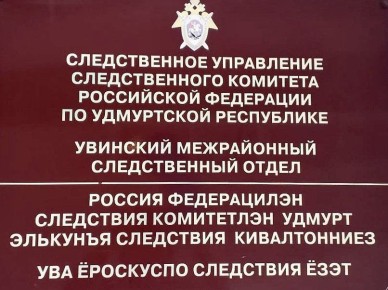 СЛЕДСТВЕННОЕ УПРАВЛЕНИЕ
СЛЕДСТВЕННОГО КОМИТЕТА
РОССИЙСКОЙ ФЕДЕРАЦИИ
ПО УДМУРТСКОЙ РЕСПУБЛИКЕ
УВИНСКИЙ МЕЖРАЙОННЫЙ
СЛЕДСТВЕННЫЙ ОТДЕЛ
РОССИЯ ФЕДЕРАЦИЛЭН
СЛЕДСТВИЯ КОМИТЕТЛЭН УДМУРТ
ЭЛЬКУНЪЯ СЛЕДСТВИЯ КИВАЛТОННИЕЗ
УВА ЁРОСКУСПО СЛЕДСТВИЯ ЁЗЭТ